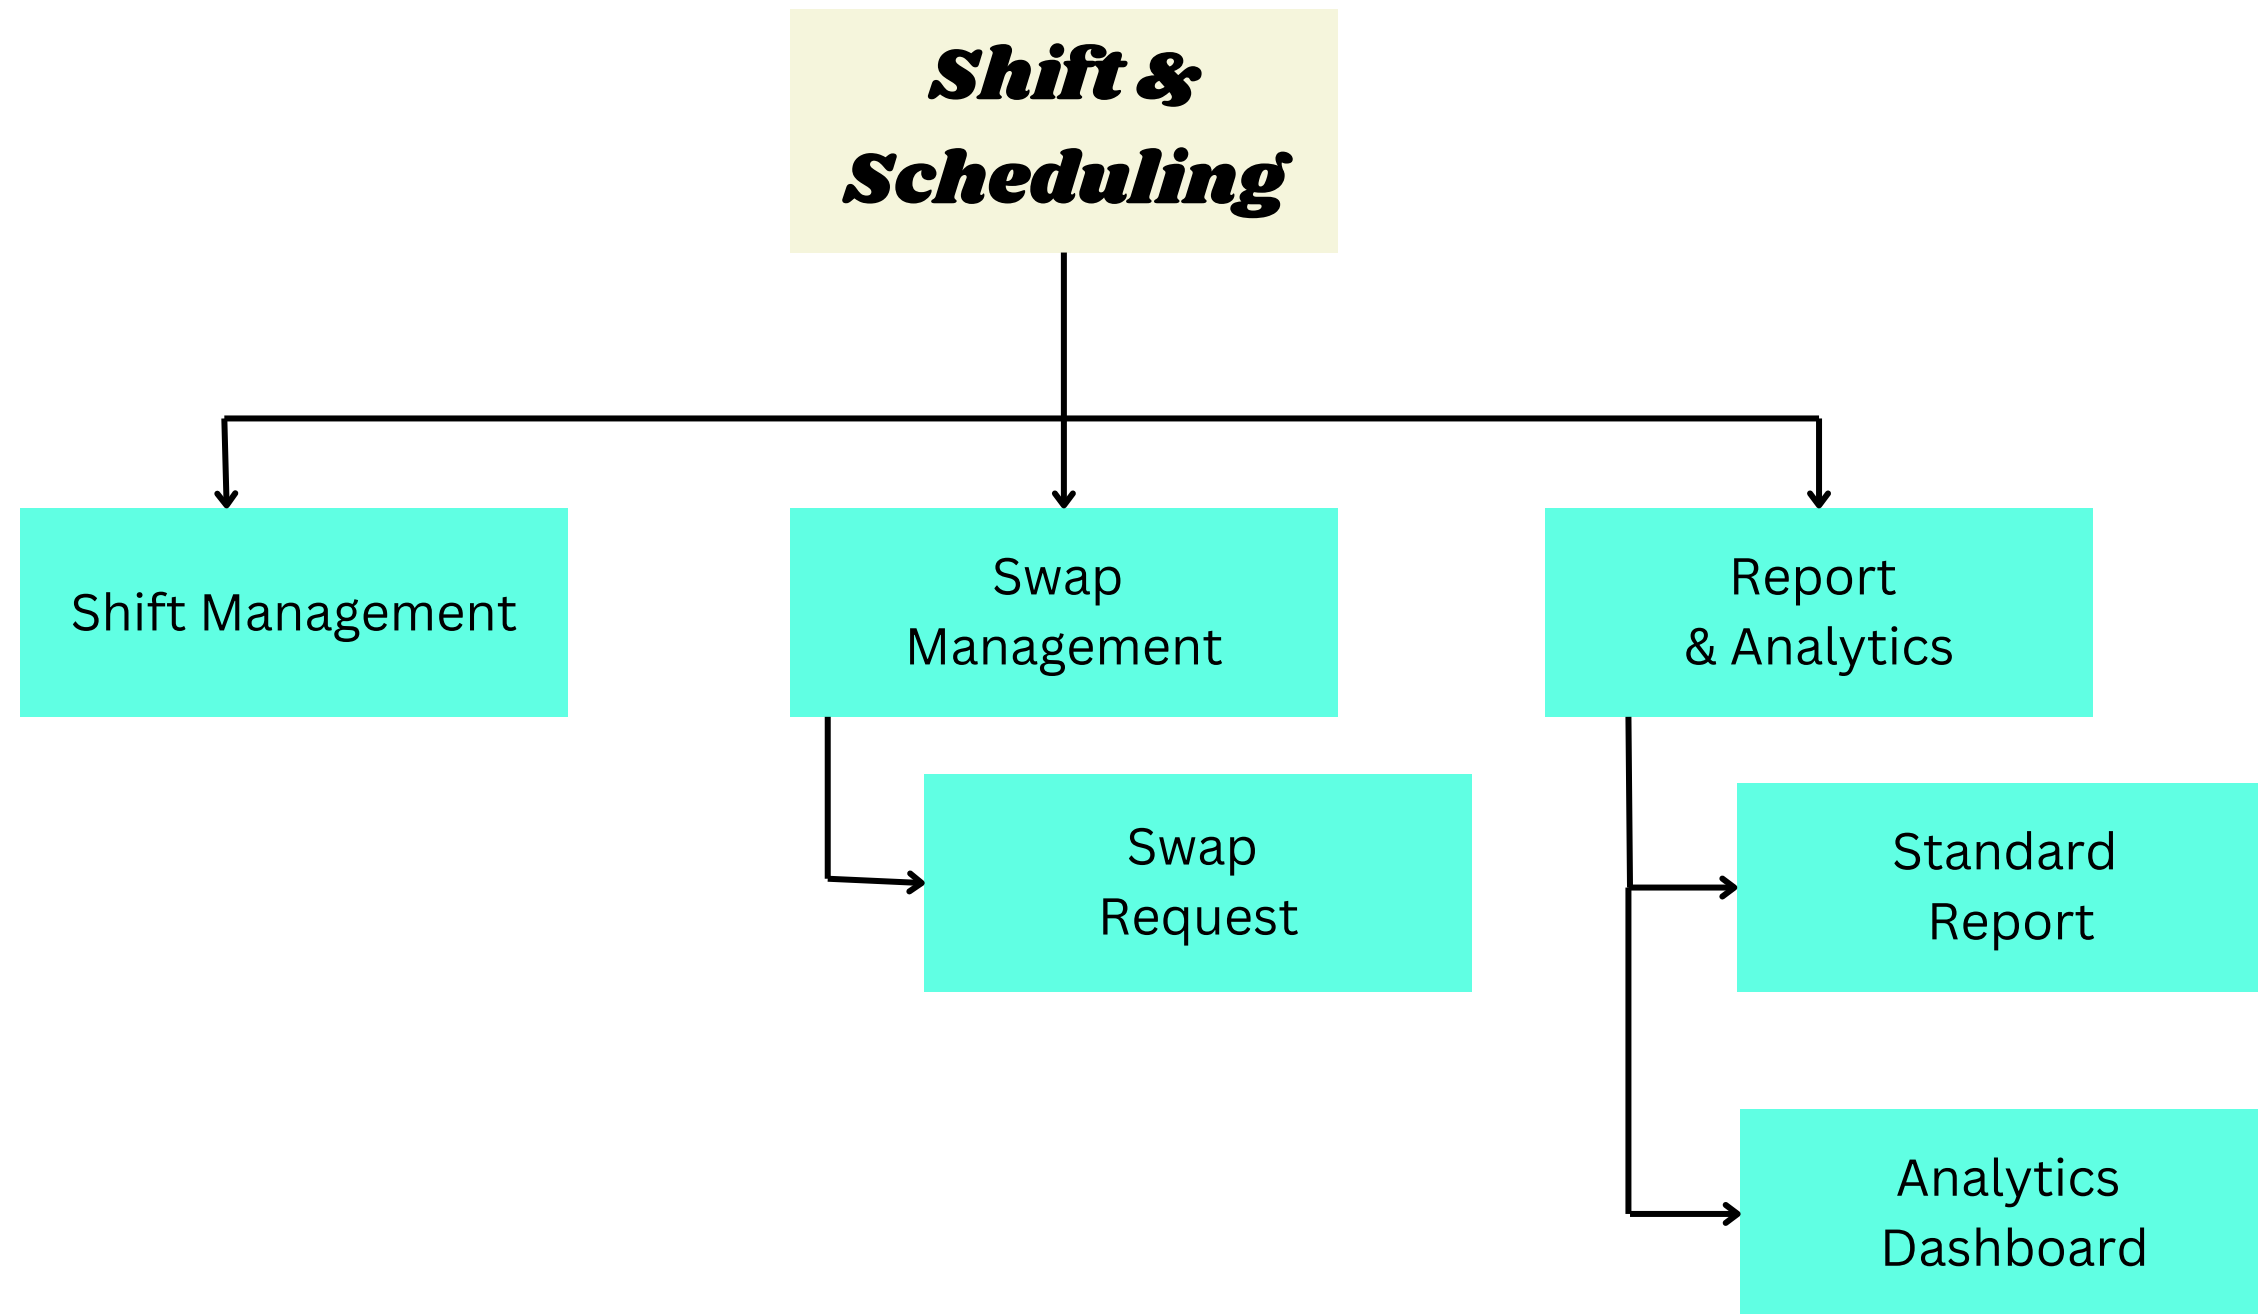 Shift &
Scheduling
Shift Management
Swap
Management
Report
& Analytics
Swap
Request
Standard
Report
Analytics
Dashboard